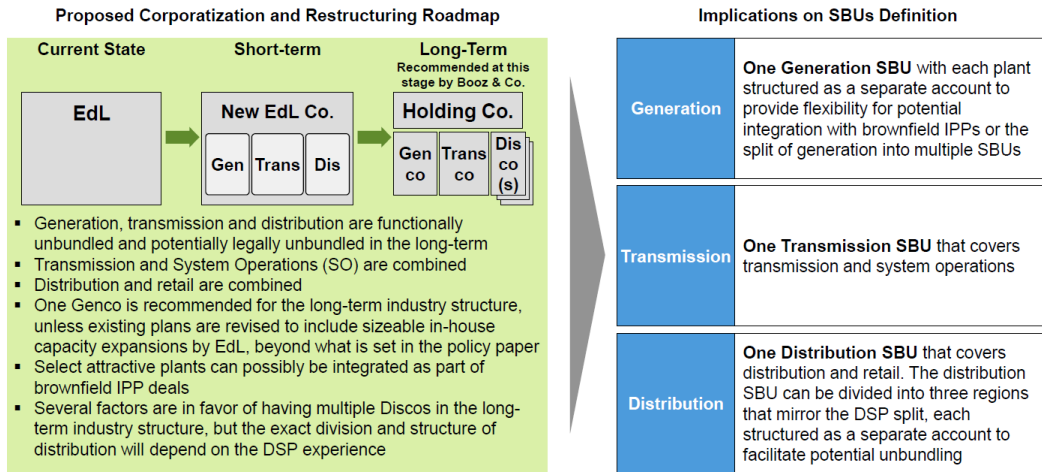 Proposed Corporatization and Restructuring Roadmap
Current State
Short-term
Long-Term
Recommended at this
stage by Booz & Co.
EdL
New EdL Co.
Gen
Trans
Dis
Holding Co.
Gen
co
Trans
co
Dis
co
(s)
▪ Generation, transmission and distribution are functionally
unbundled and potentially legally unbundled in the long-term
▪ Transmission and System Operations (SO) are combined
▪ Distribution and retail are combined
▪ One Genco is recommended for the long-term industry structure,
unless existing plans are revised to include sizeable in-house
capacity expansions by EdL, beyond what is set in the policy paper
▪ Select attractive plants can possibly be integrated as part of
brownfield IPP deals
▪ Several factors are in favor of having multiple Discos in the long-
term industry structure, but the exact division and structure of
distribution will depend on the DSP experience
Implications on SBUs Definition
Generation
One Generation SBU with each plant
structured as a separate account to
provide flexibility for potential
integration with brownfield IPPs or the
split of generation into multiple SBUs
Transmission
One Transmission SBU that covers
transmission and system operations
Distribution
One Distribution SBU that covers
distribution and retail. The distribution
SBU can be divided into three regions
that mirror the DSP split, each
structured as a separate account to
facilitate potential unbundling